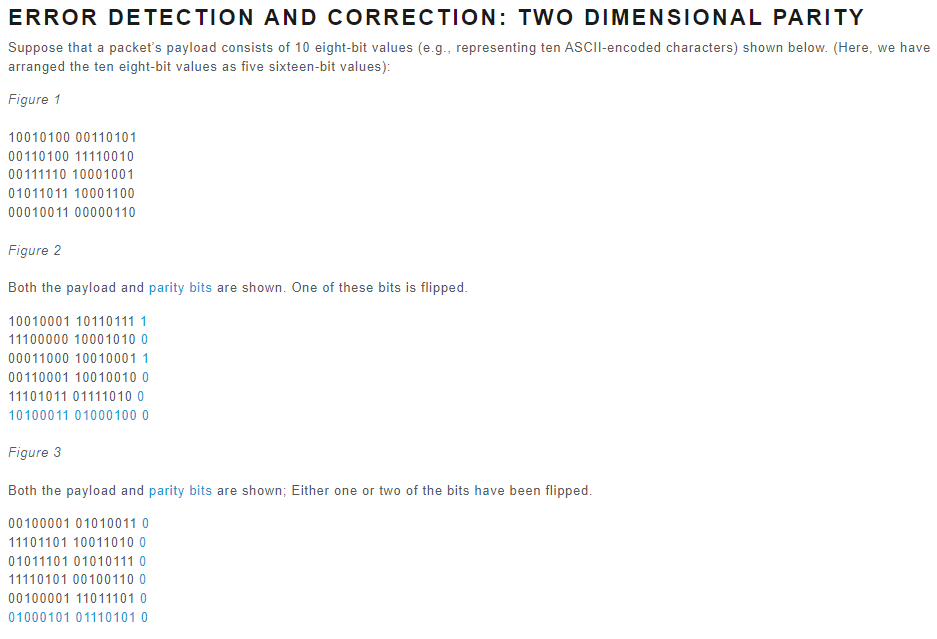 ERROR DETECTION AND CORRECTION: TWO DIMENSIONAL PARITY
Suppose that a packet's payload consists of 10 eight-bit values (e.g., representing ten ASCII-encoded characters) shown below. (Here, we have
arranged the ten eight-bit values as five sixteen-bit values):
Figure 1
10010100 00110101
00110100 11110010
00111110 10001001
01011011 10001100
00010011 00000110
Figure 2
Both the payload and parity bits are shown. One of these bits is flipped.
10010001 10110111 1
11100000 10001010 0
00011000 10010001 1
00110001 10010010 0
11101011 01111010 0
10100011 01000100 0
Figure 3
Both the payload and parity bits are shown; Either one or two of the bits have been flipped.
00100001 01010011 0
11101101 10011010 0
01011101 01010111 0
11110101 00100110 0
00100001 11011101 0
01000101 01110101 0